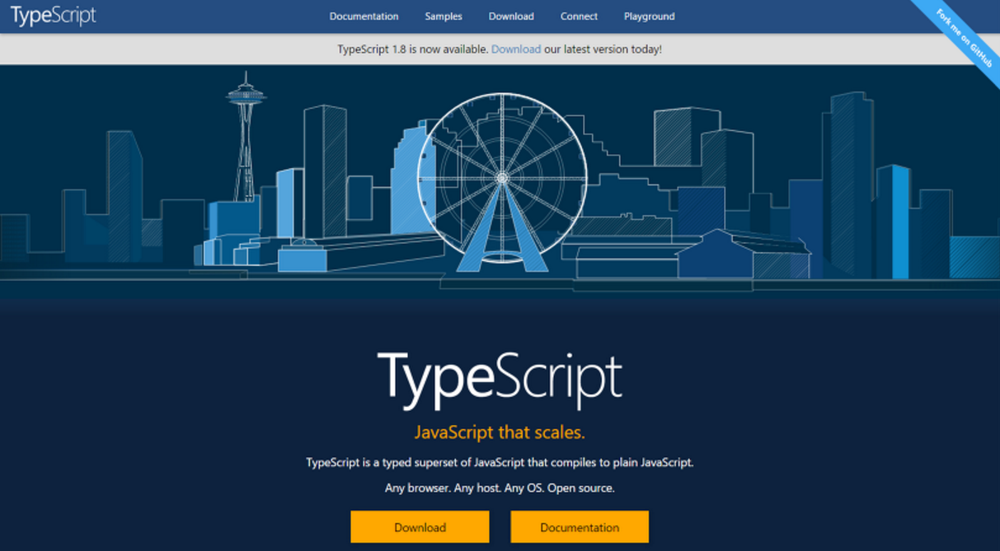 TypeScript
Documentation Samples Download Connect Playground
Fork me on GitHub
TypeScript 1.8 is now available. Download our latest version today!
TypeScript
JavaScript that scales.
TypeScript is a typed superset of JavaScript that compiles to plain JavaScript.
Any browser. Any host. Any OS. Open source.
Download Documentation